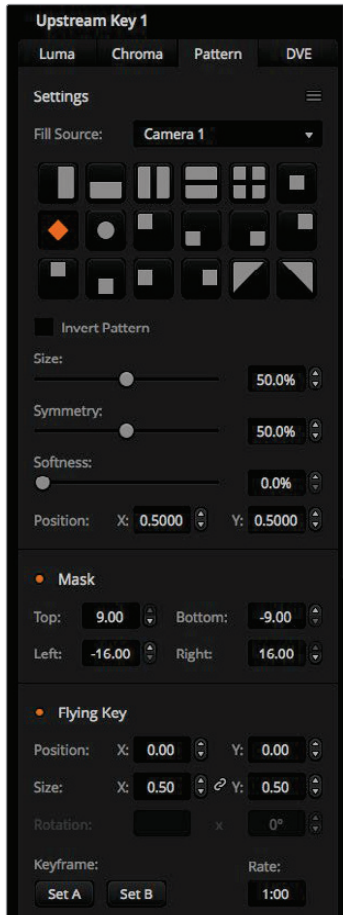 Upstream Key 1
Luma Chroma Pattern DVE
Settings
Fill Source: Camera 1
Invert Pattern
Size:
50.0%
Symmetry:
50.0%
Softness:
0.0%
Position: X: 0.5000 Y: 0.5000
Mask
Top: 9.00 Bottom: -9.00
Left: -16.00 Right: 16.00
Flying Key
Position: X: 0.00 Y: 0.00
Size: X: 0.50 Y: 0.50
Rotation: x 0°
Keyframe: Rate:
Set A Set B 1:00